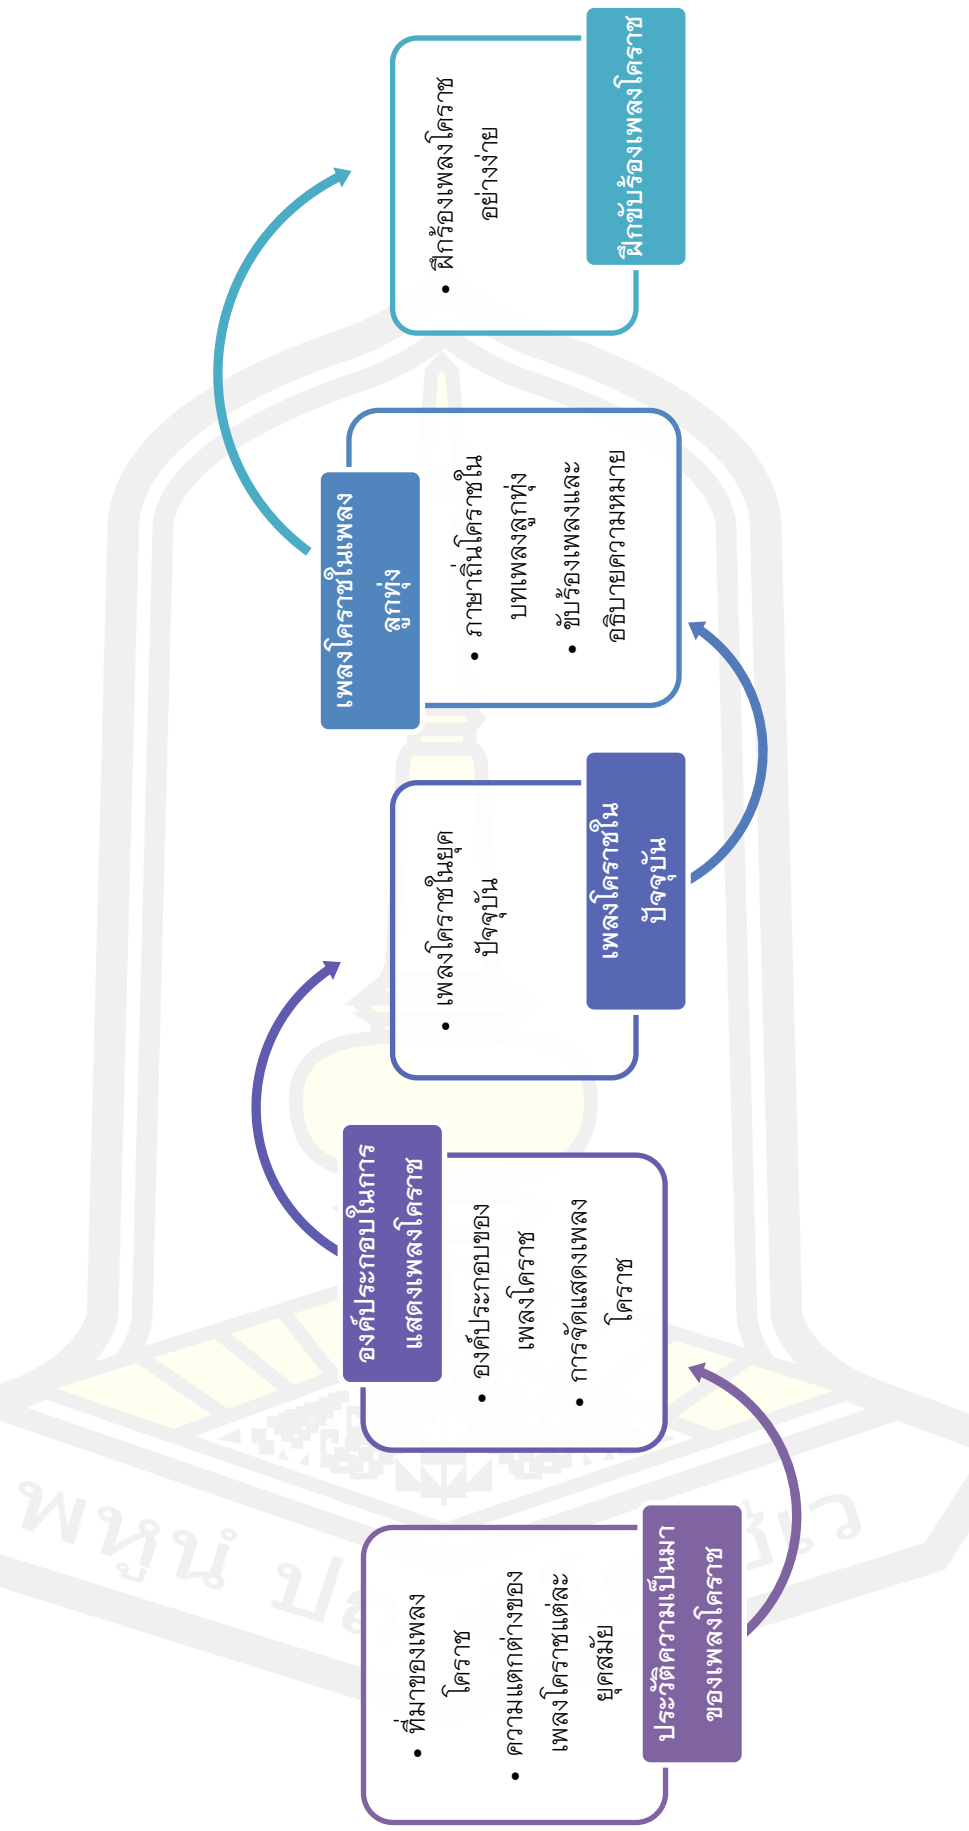 ที่มาของเพลง
โคราช
ความแตกต่างของ
เพลงโคราชแต่ละ
ยุคสมัย
ประวัติความเป็นมา
ของเพลงโคราช
องค์ประกอบในการ
แสดงเพลงโคราช
องค์ประกอบของ
เพลงโคราช
การจัดแสดงเพลง
โคราช
เพลงโคราชในยุค
ปัจจุบัน
เพลงโคราชใน
ปัจจุบัน
เพลงโคราชในเพลง
ลูกทุ่ง
ภาษาถิ่นโคราชใน
บทเพลงลูกทุ่ง
ขับร้องเพลงและ
อธิบายความหมาย
ฝึกร้องเพลงโคราช
อย่างง่าย
ฝึกขับร้องเพลงโคราช